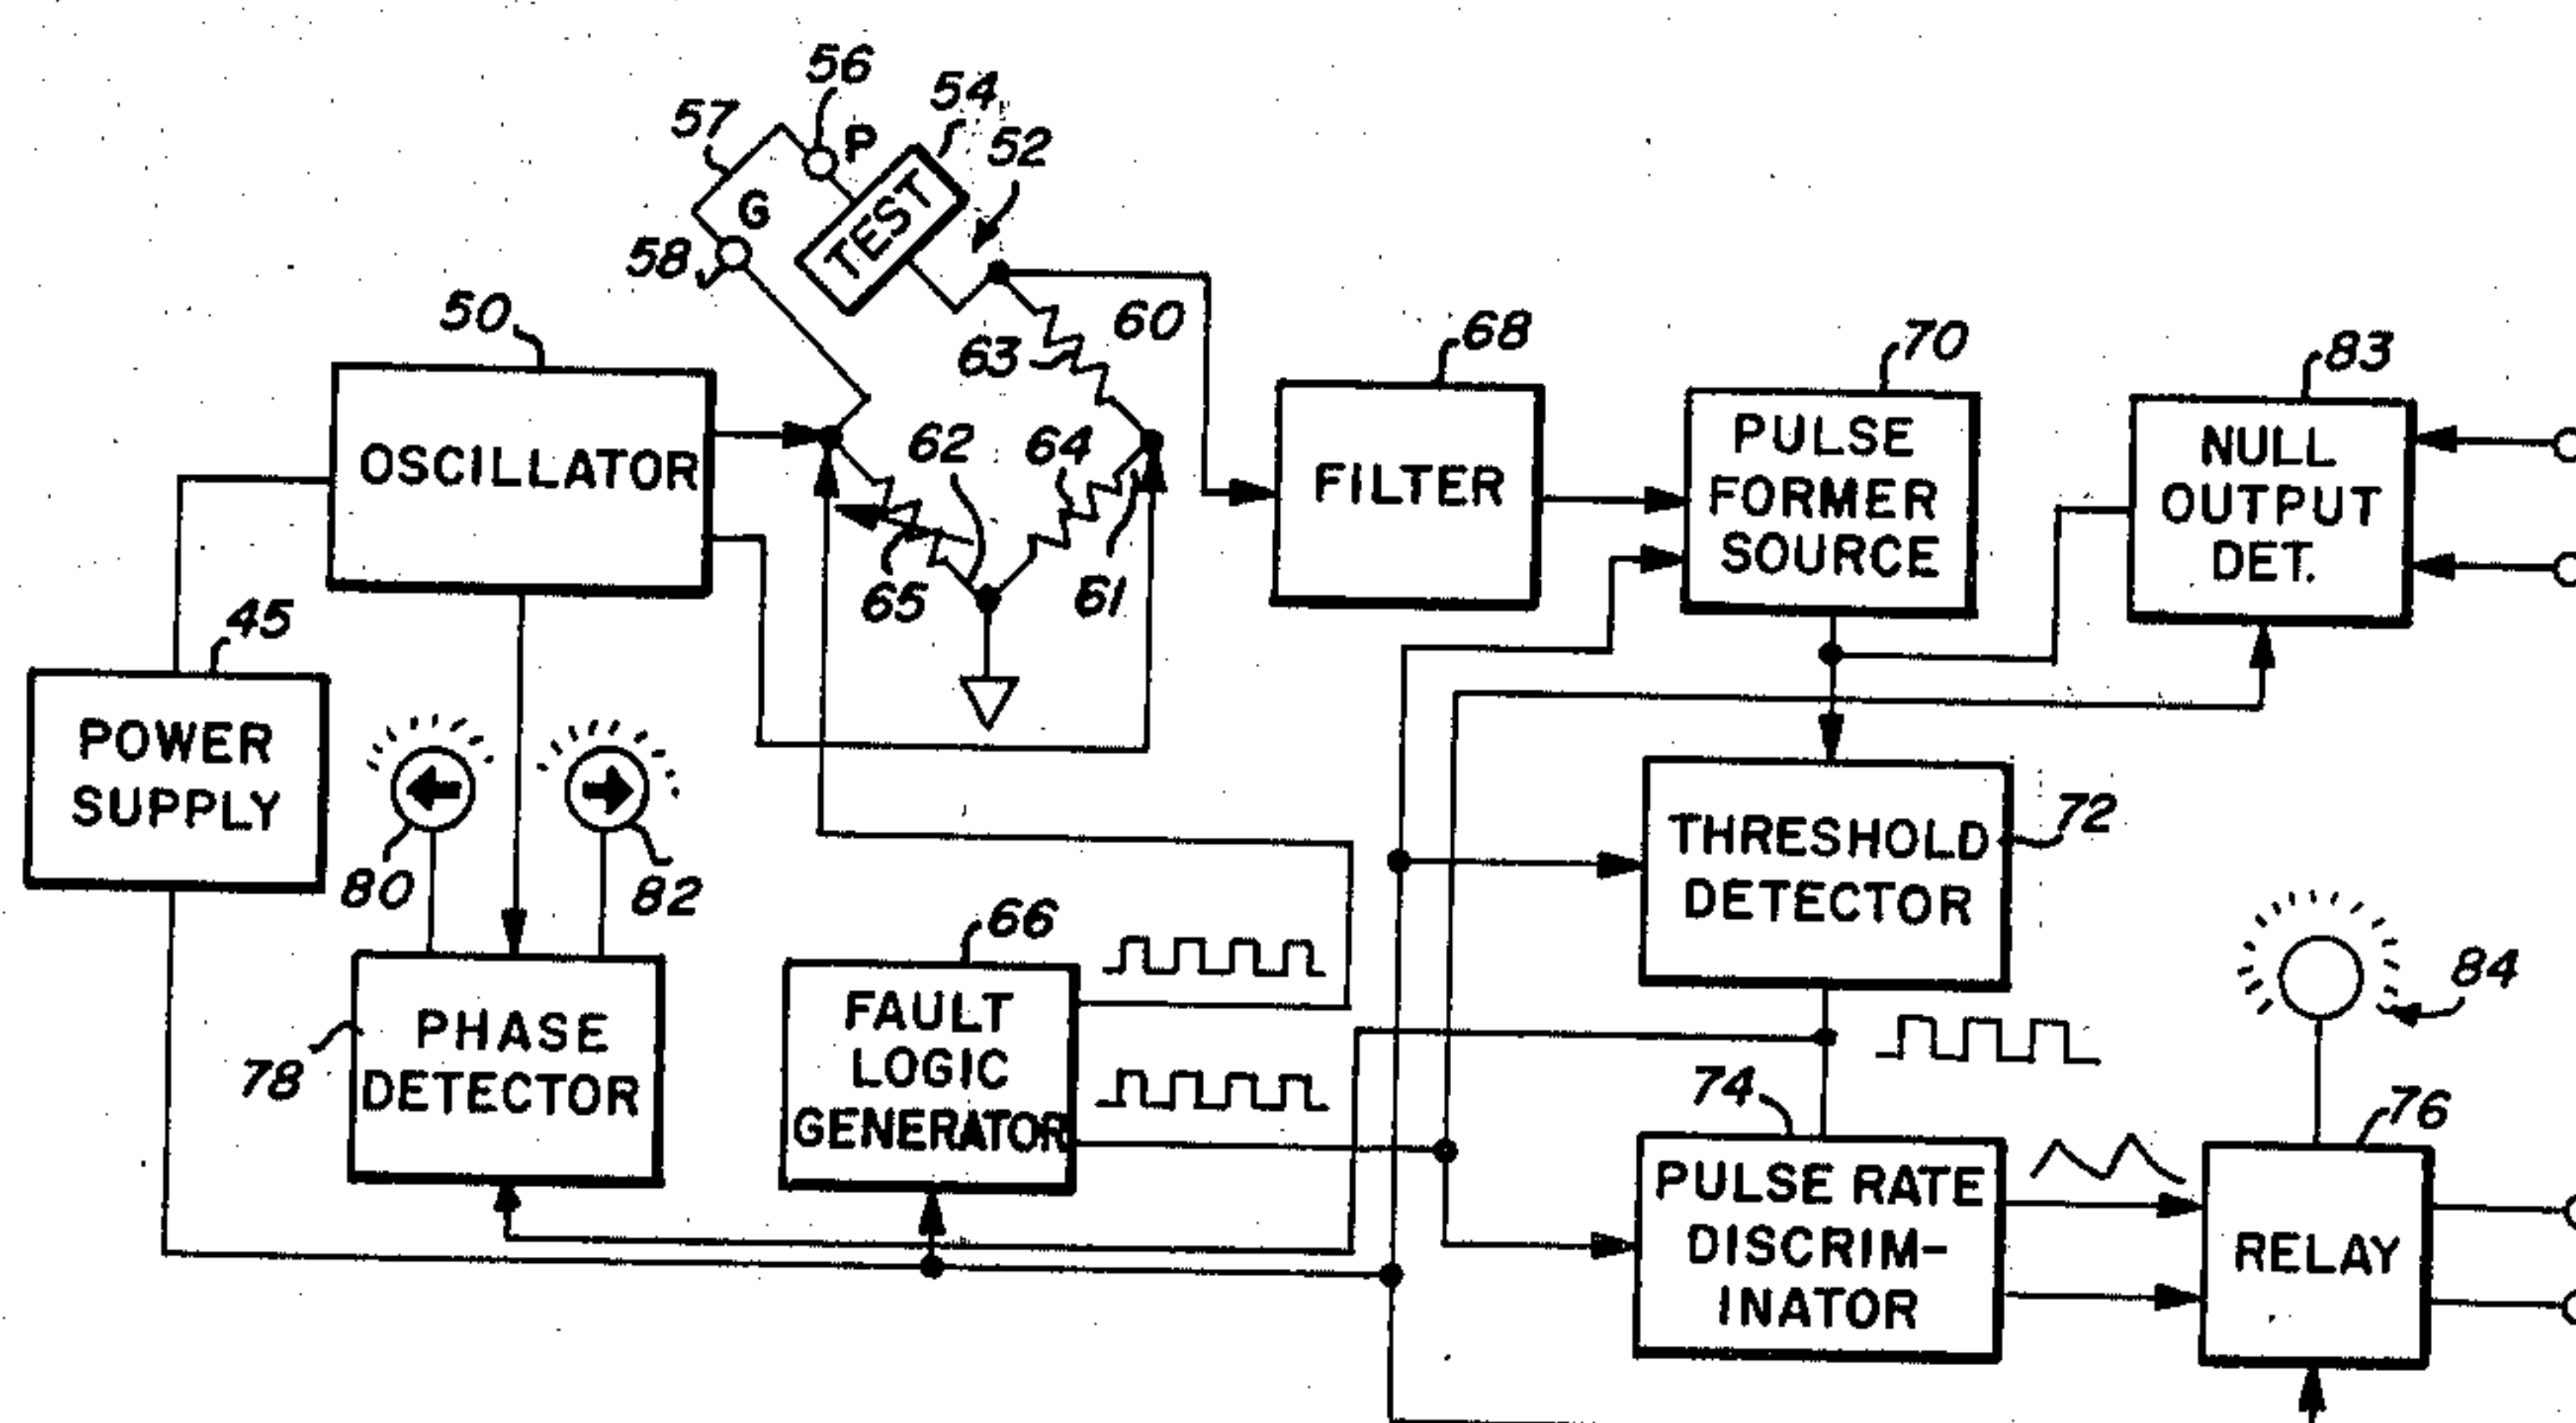 56
54
57
P
52
G
58
TEST
50
60
63
68
70
83
OSCILLATOR
62
64
65
61
FILTER
PULSE
FORMER
SOURCE
NULL
OUTPUT
DET.
45
POWER
SUPPLY
80
82
THRESHOLD
DETECTOR
72
66
84
78
PHASE
DETECTOR
FAULT
LOGIC
GENERATOR
74
76
PULSE RATE
DISCRIM-
INATOR
RELAY